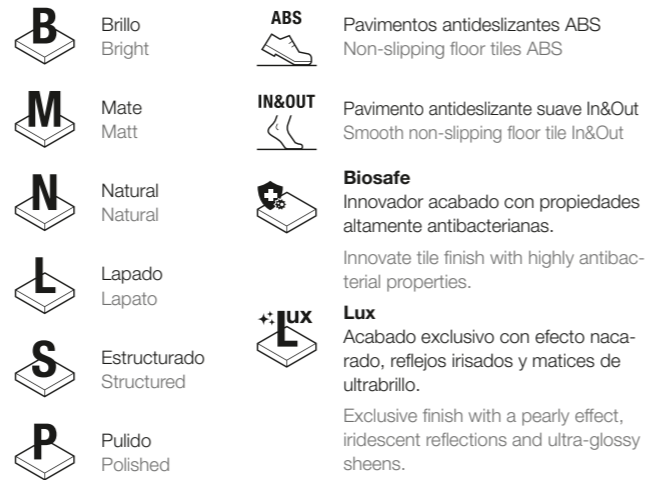 B
Brillo
Bright
M
Mate
Matt
N
Natural
Natural
L
Lapado
Lapato
S
Estructurado
Structured
P
Pulido
Polished
ABS
Pavimentos antideslizantes ABS
Non-slipping floor tiles ABS
IN&OUT
Pavimento antideslizante suave In&Out
Smooth non-slipping floor tile In&Out
Biosafe
Innovador acabado con propiedades
altamente antibacterianas.
Innovate tile finish with highly antibac-
terial properties.
Lux
Lux
Acabado exclusivo con efecto naca-
rado, reflejos irisados y matices de
ultrabrillo.
Exclusive finish with a pearly effect,
iridescent reflections and ultra-glossy
sheens.